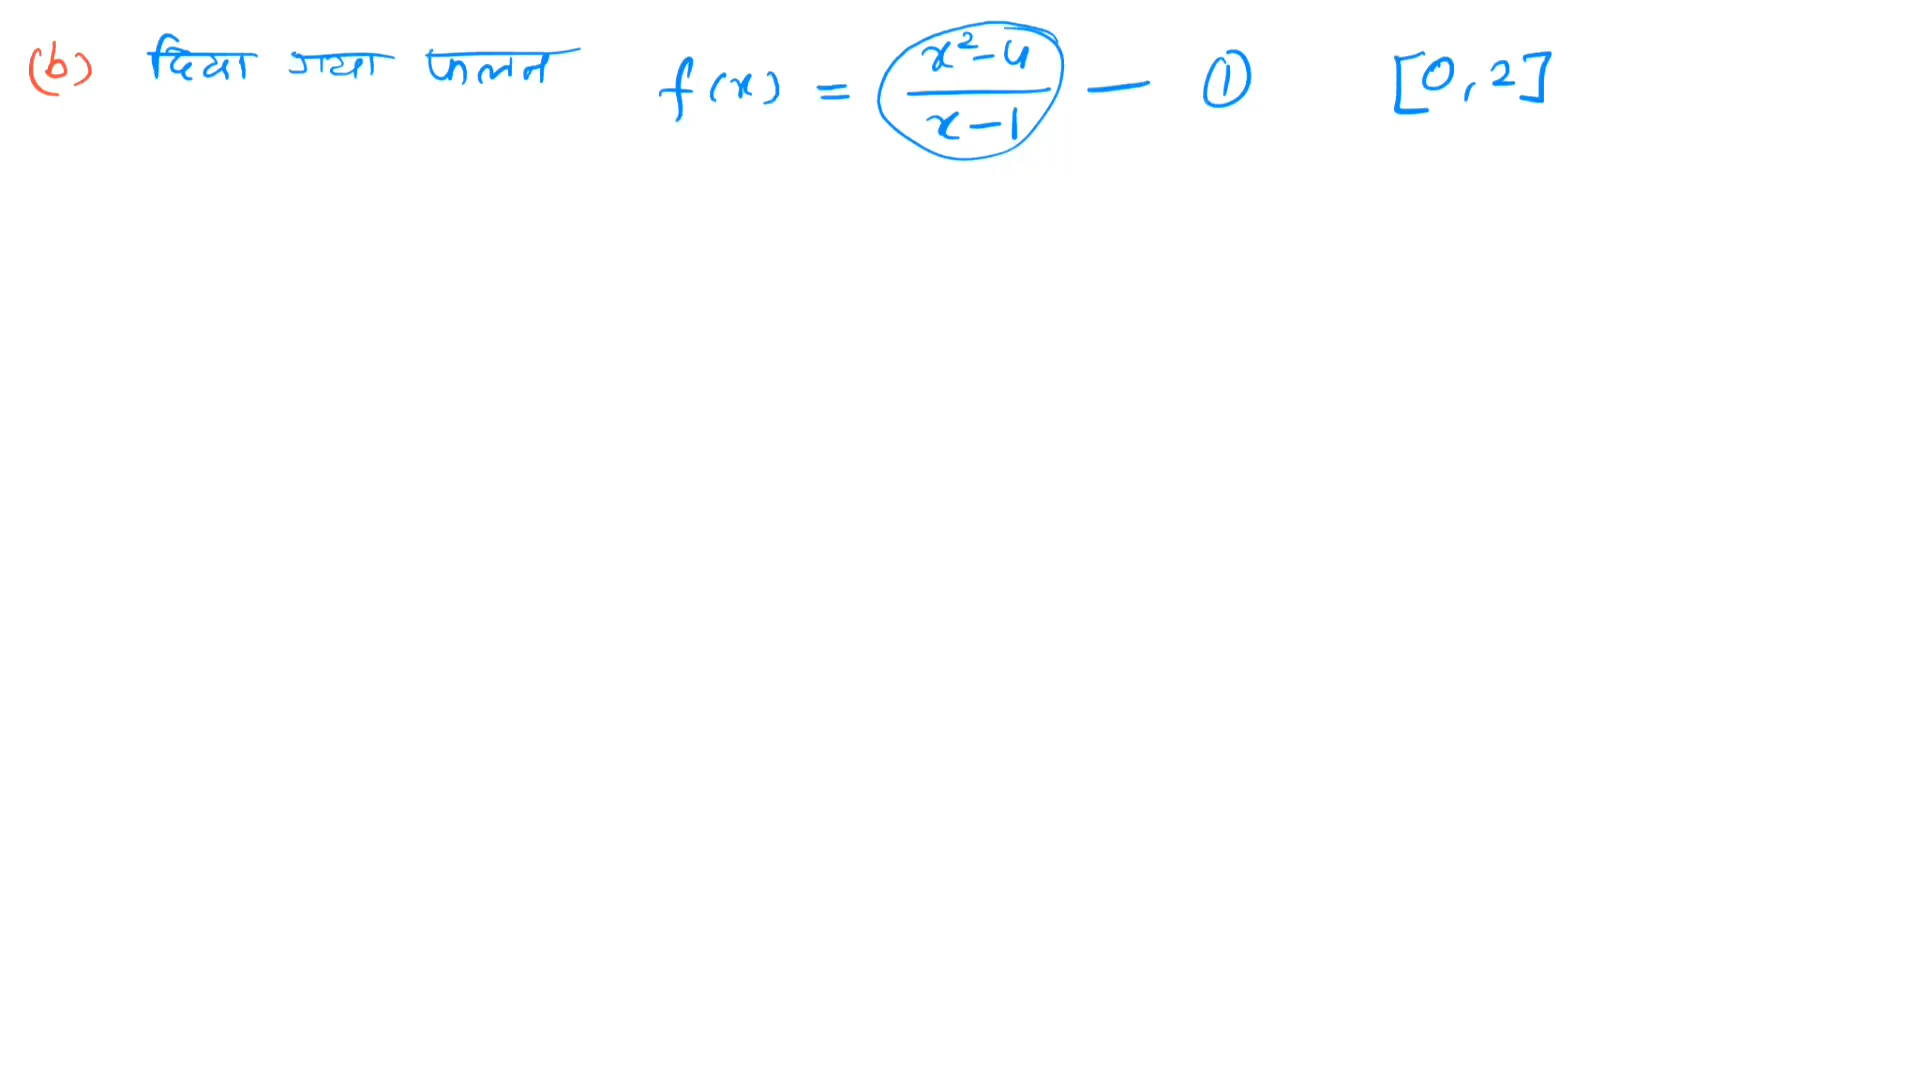 (b) दिया गया फलन f(x) = (x²-4)/(x-1) — ① [0,2]